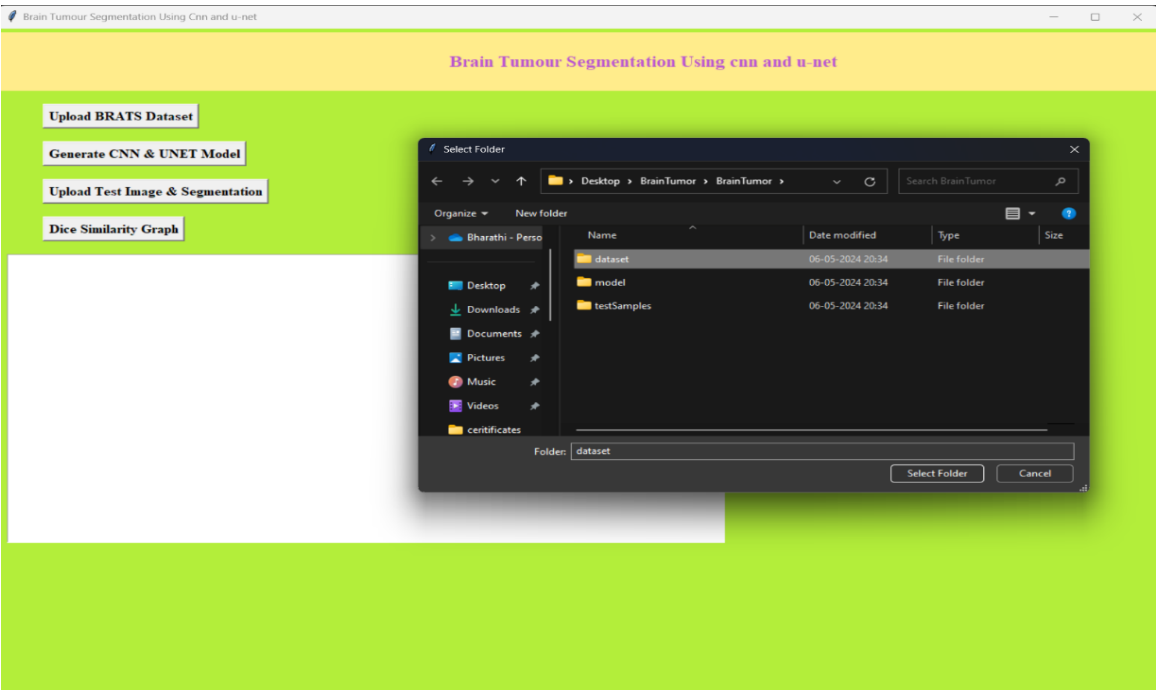 Brain Tumour Segmentation Using Cnn and u-net
Brain Tumour Segmentation Using cnn and u-net
Upload BRATS Dataset
Generate CNN & UNET Model
Upload Test Image & Segmentation
Dice Similarity Graph
Select Folder
Desktop > BrainTumor > BrainTumor >
Search BrainTumor
Organize
New folder
Name Date modified Type Size
Bharathi - Perso
Desktop
Downloads
Documents
Pictures
Music
Videos
ceritificates
dataset 06-05-2024 20:34 File folder
model 06-05-2024 20:34 File folder
testSamples 06-05-2024 20:34 File folder
Folder: dataset
Select Folder Cancel